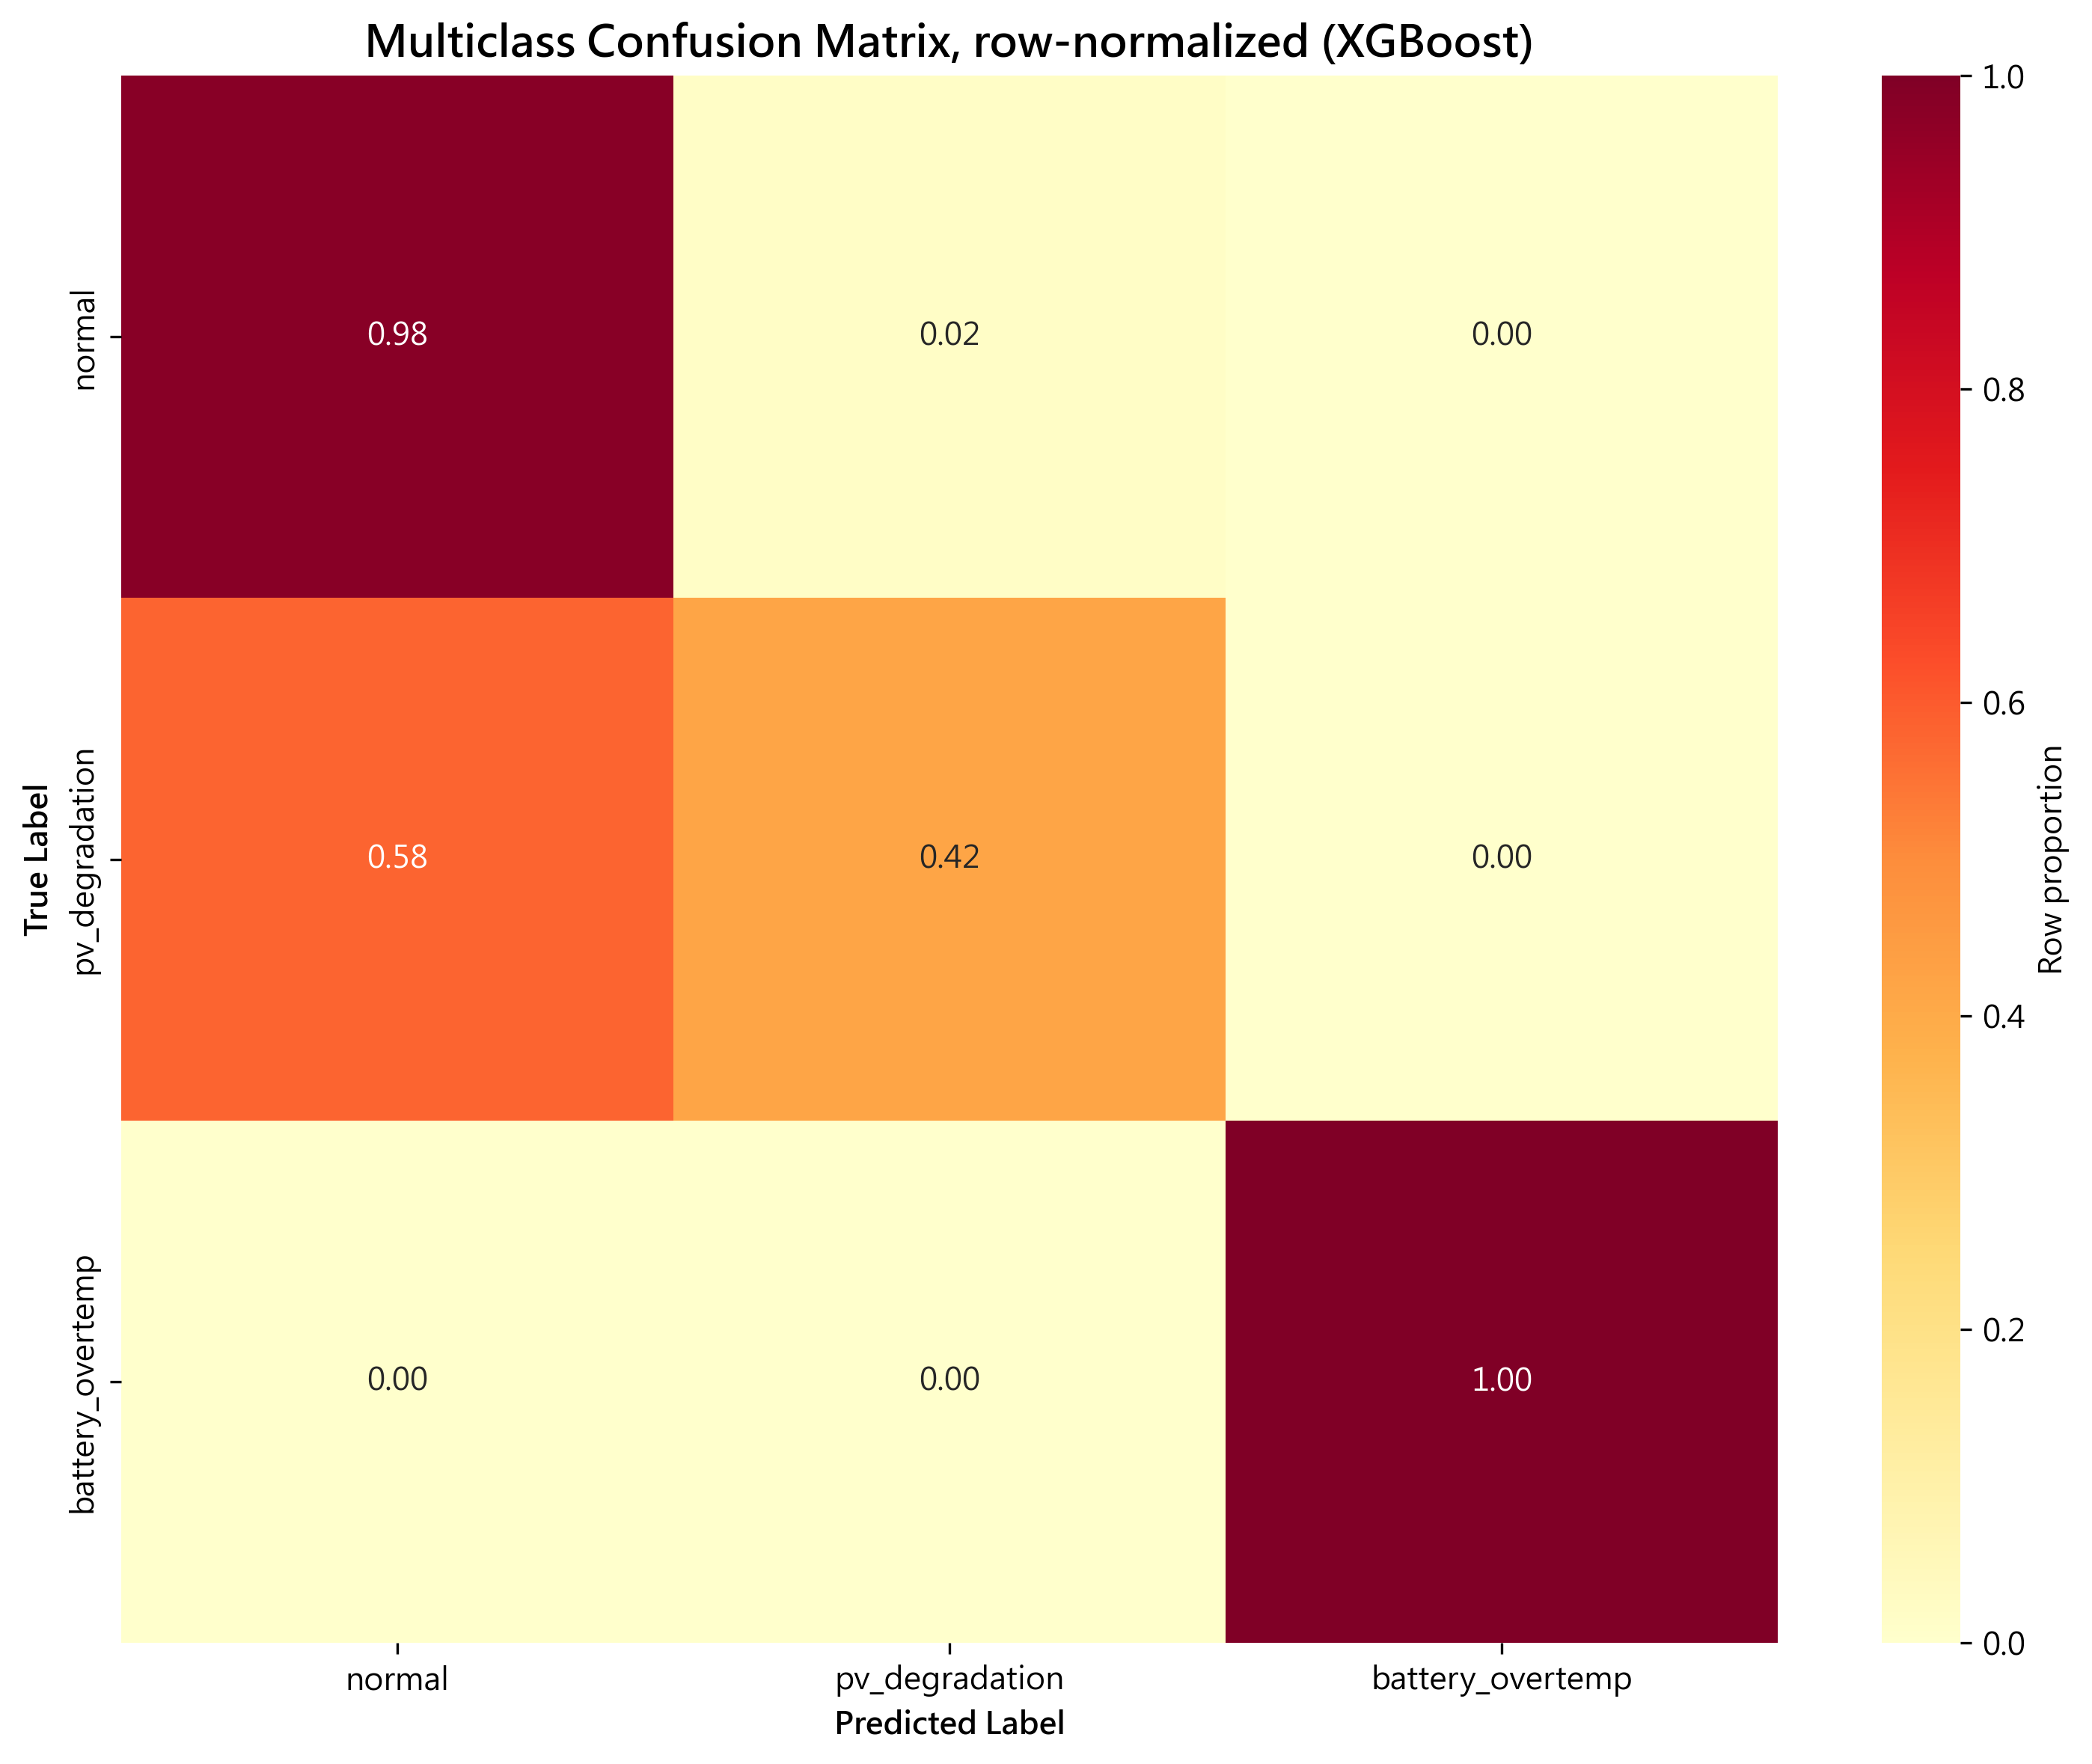 Multiclass Confusion Matrix, row-normalized (XGBoost)
True Label
normal
pv_degradation
battery_overtemp
0.98 0.02 0.00
0.58 0.42 0.00
0.00 0.00 1.00
normal pv_degradation battery_overtemp
Predicted Label
1.0
0.8
0.6
0.4
0.2
0.0
Row proportion